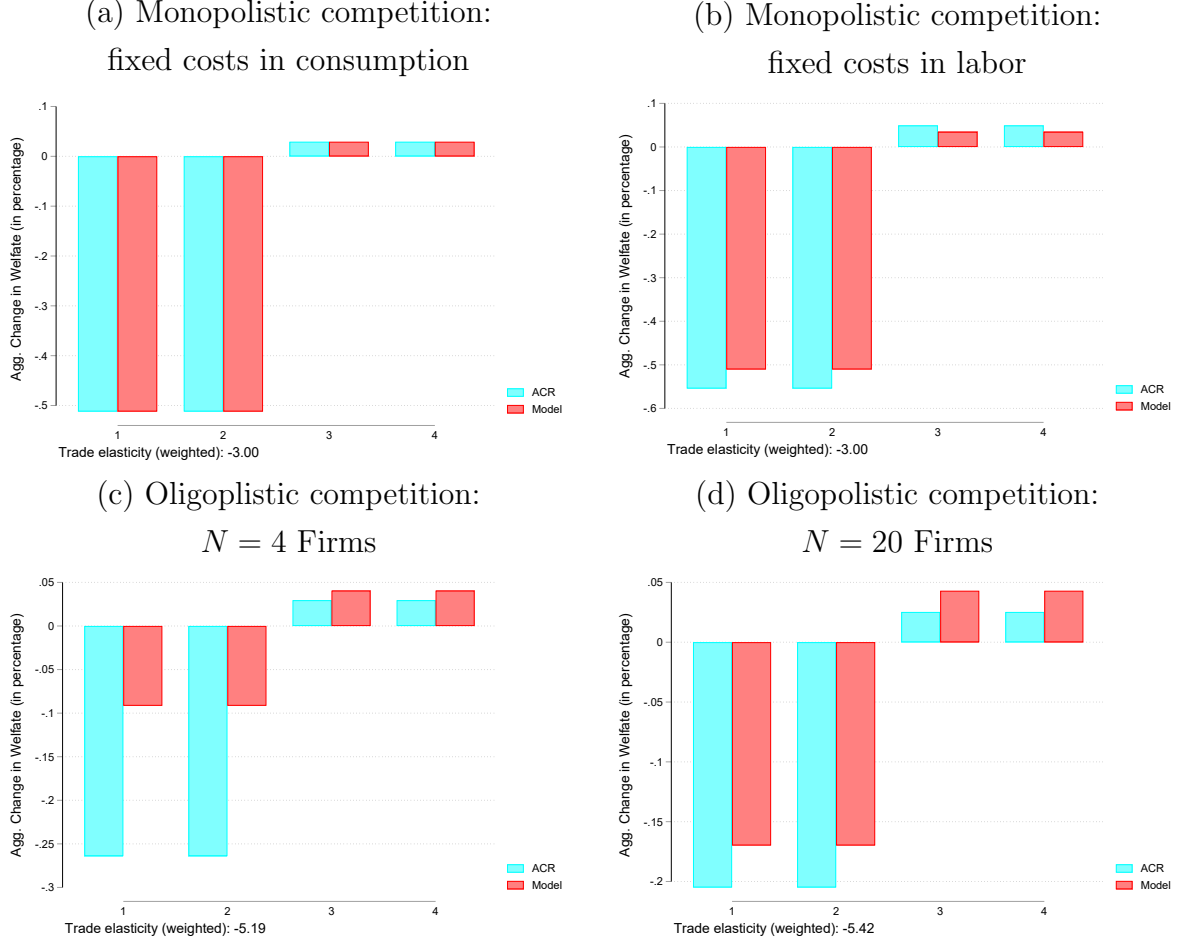 (a) Monopolistic competition:
fixed costs in consumption
Agg. Change in Welfate (in percentage)
.1
0
-.1
-.2
-.3
-.4
-.5
1
2
3
4
Trade elasticity (weighted): -3.00
ACR
Model
(b) Monopolistic competition:
fixed costs in labor
Agg. Change in Welfate (in percentage)
.1
0
-.1
-.2
-.3
-.4
-.5
-.6
1
2
3
4
Trade elasticity (weighted): -3.00
ACR
Model
(c) Oligoplistic competition:
N = 4 Firms
Agg. Change in Welfate (in percentage)
.05
0
-.05
-.1
-.15
-.2
-.25
-.3
1
2
3
4
Trade elasticity (weighted): -5.19
ACR
Model
(d) Oligopolistic competition:
N = 20 Firms
Agg. Change in Welfate (in percentage)
.05
0
-.05
-.1
-.15
-.2
1
2
3
4
Trade elasticity (weighted): -5.42
ACR
Model